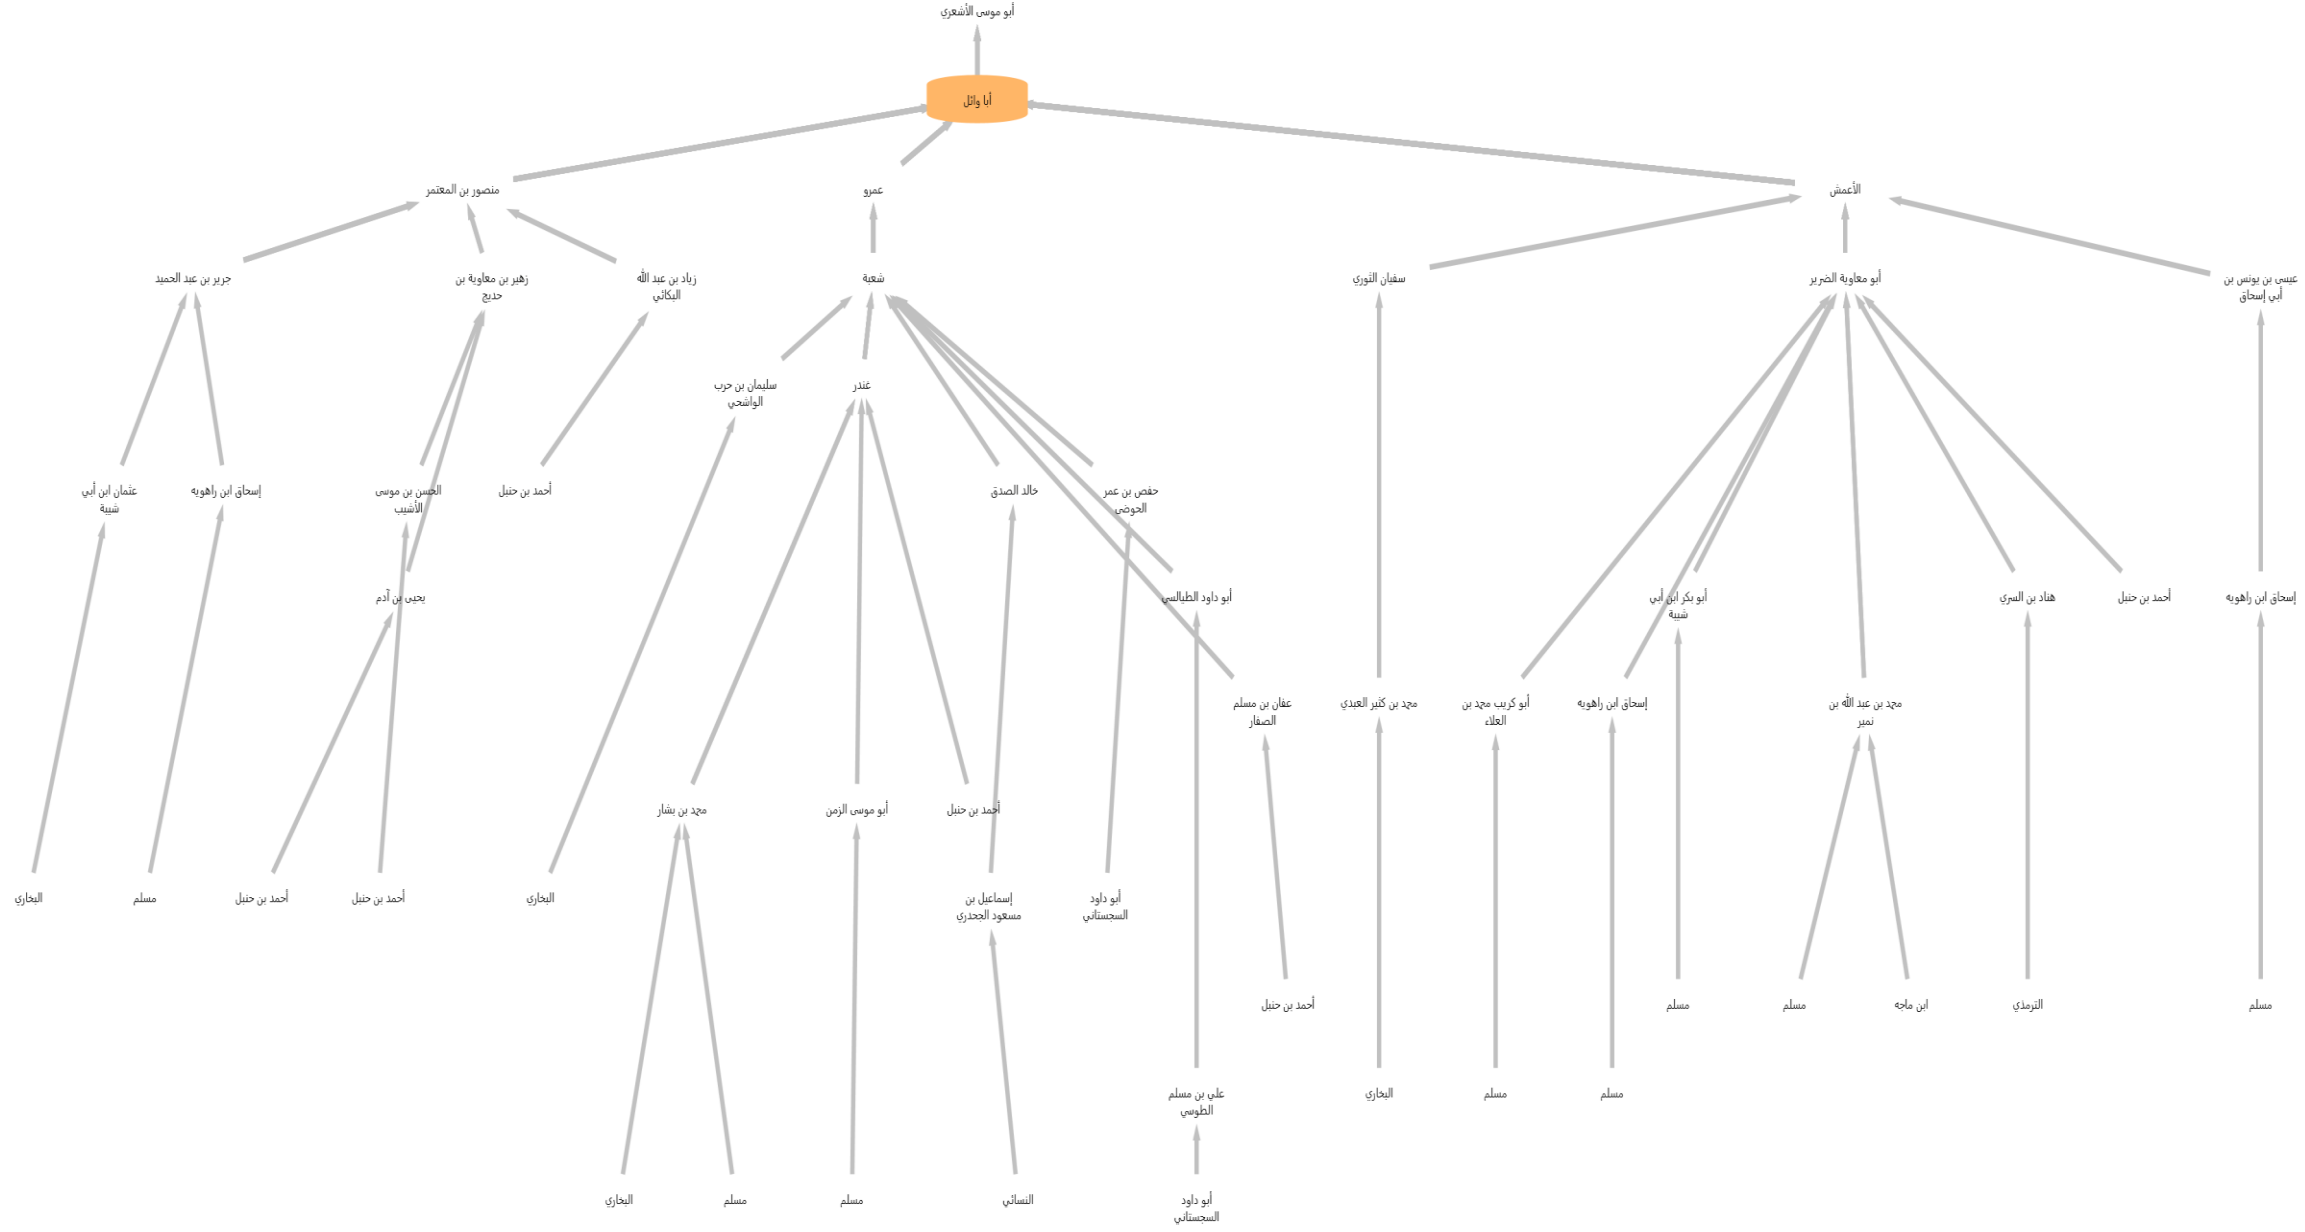 أبو موسى الأشعري
أبا وائل
منصور بن المعتمر
عمرو
الأعمش
جرير بن عبد الحميد
زهير بن معاوية بن
حديج
زياد بن عبد الله
البكائي
شعبة
سفيان الثوري
أبو معاوية الضرير
عيسى بن يونس بن
أبي إسحاق
سليمان بن حرب
الواشحي
غندر
عثمان ابن أبي
شيبة
إسحاق ابن راهويه
الحسن بن موسى
الأشيب
أحمد بن حنبل
خالد الصدق
حفص بن عمر
الحوضي
يحيى بن آدم
أبو داود الطيالسي
أبو بكر ابن أبي
شيبة
هناد بن السري
أحمد بن حنبل
إسحاق ابن راهويه
عفان بن مسلم
الصفار
محمد بن كثير العبدي
أبو كريب محمد بن
العلاء
إسحاق ابن راهويه
محمد بن عبد الله بن
نمير
محمد بن بشار
أبو موسى الزمن
أحمد بن حنبل
البخاري
مسلم
أحمد بن حنبل
أحمد بن حنبل
البخاري
إسماعيل بن
مسعود الجحدري
أبو داود
السجستاني
أحمد بن حنبل
مسلم
مسلم
ابن ماجه
الترمذي
مسلم
علي بن مسلم
الطوسي
البخاري
مسلم
مسلم
البخاري
مسلم
مسلم
النسائي
أبو داود
السجستاني